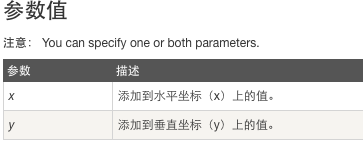 参数值
注意： You can specify one or both parameters.
参数 描述
x 添加到水平坐标（x）上的值。
y 添加到垂直坐标（y）上的值。